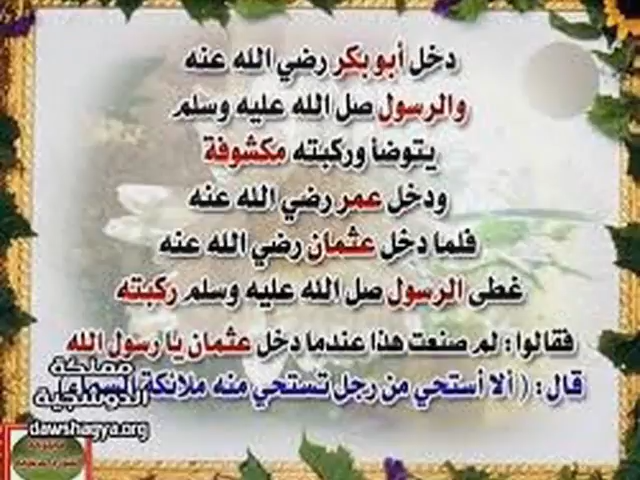 دخل أبو بكر رضي الله عنه
والرسول صل الله عليه وسلم
يتوضأ وركبته مكشوفة
ودخل عمر رضي الله عنه
فلما دخل عثمان رضي الله عنه
غطى الرسول صل الله عليه وسلم ركبته
فقالوا : لم صنعت هذا عندما دخل عثمان يا رسول الله
قال : ( ألا أستحي من رجل تستحي منه ملائكة السماء )
مملكة
الدوشجية
dawshagya.org